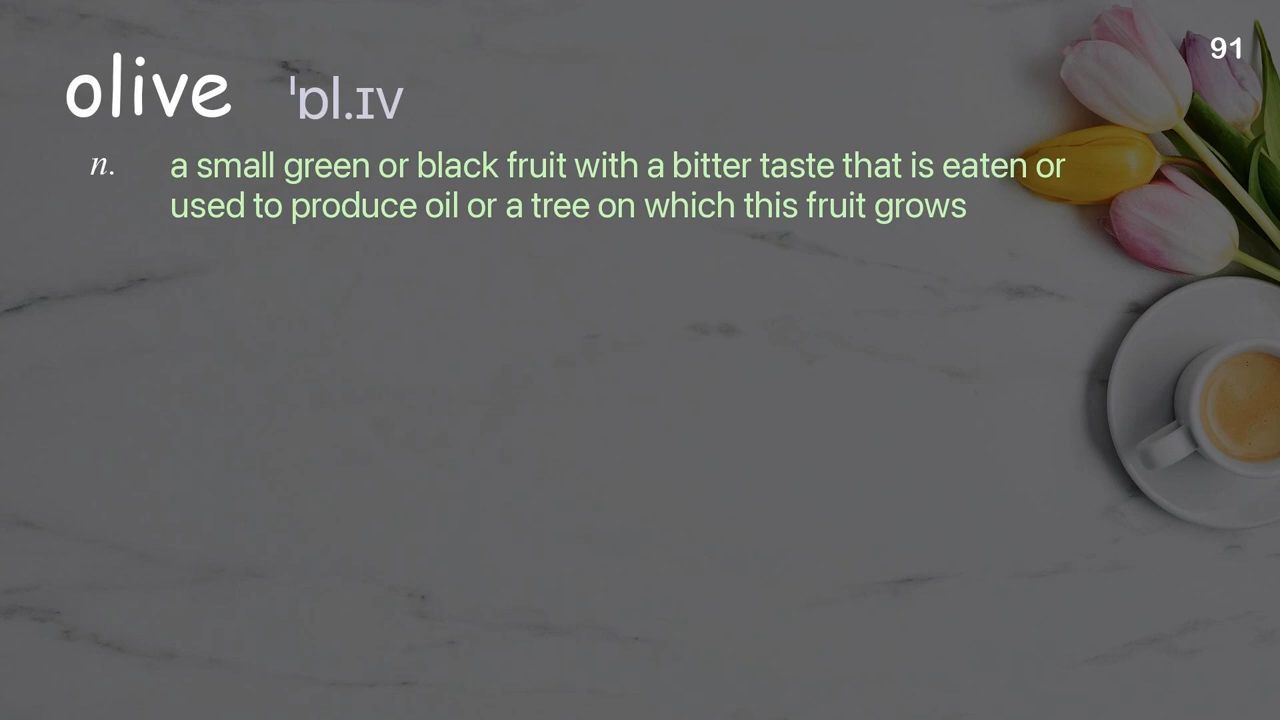 91
olive ˈɒl.ɪv
n. a small green or black fruit with a bitter taste that is eaten or
used to produce oil or a tree on which this fruit grows